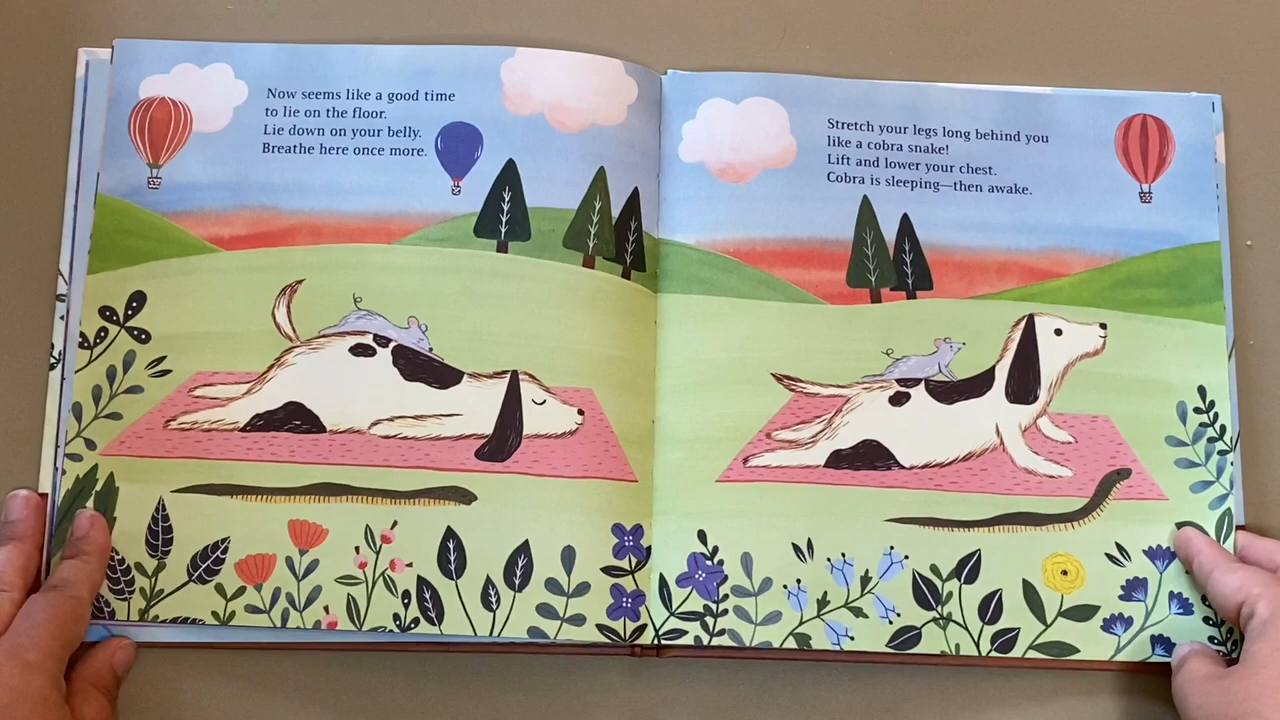 Now seems like a good time
to lie on the floor.
Lie down on your belly.
Breathe here once more.
Stretch your legs long behind you
like a cobra snake!
Lift and lower your chest.
Cobra is sleeping—then awake.